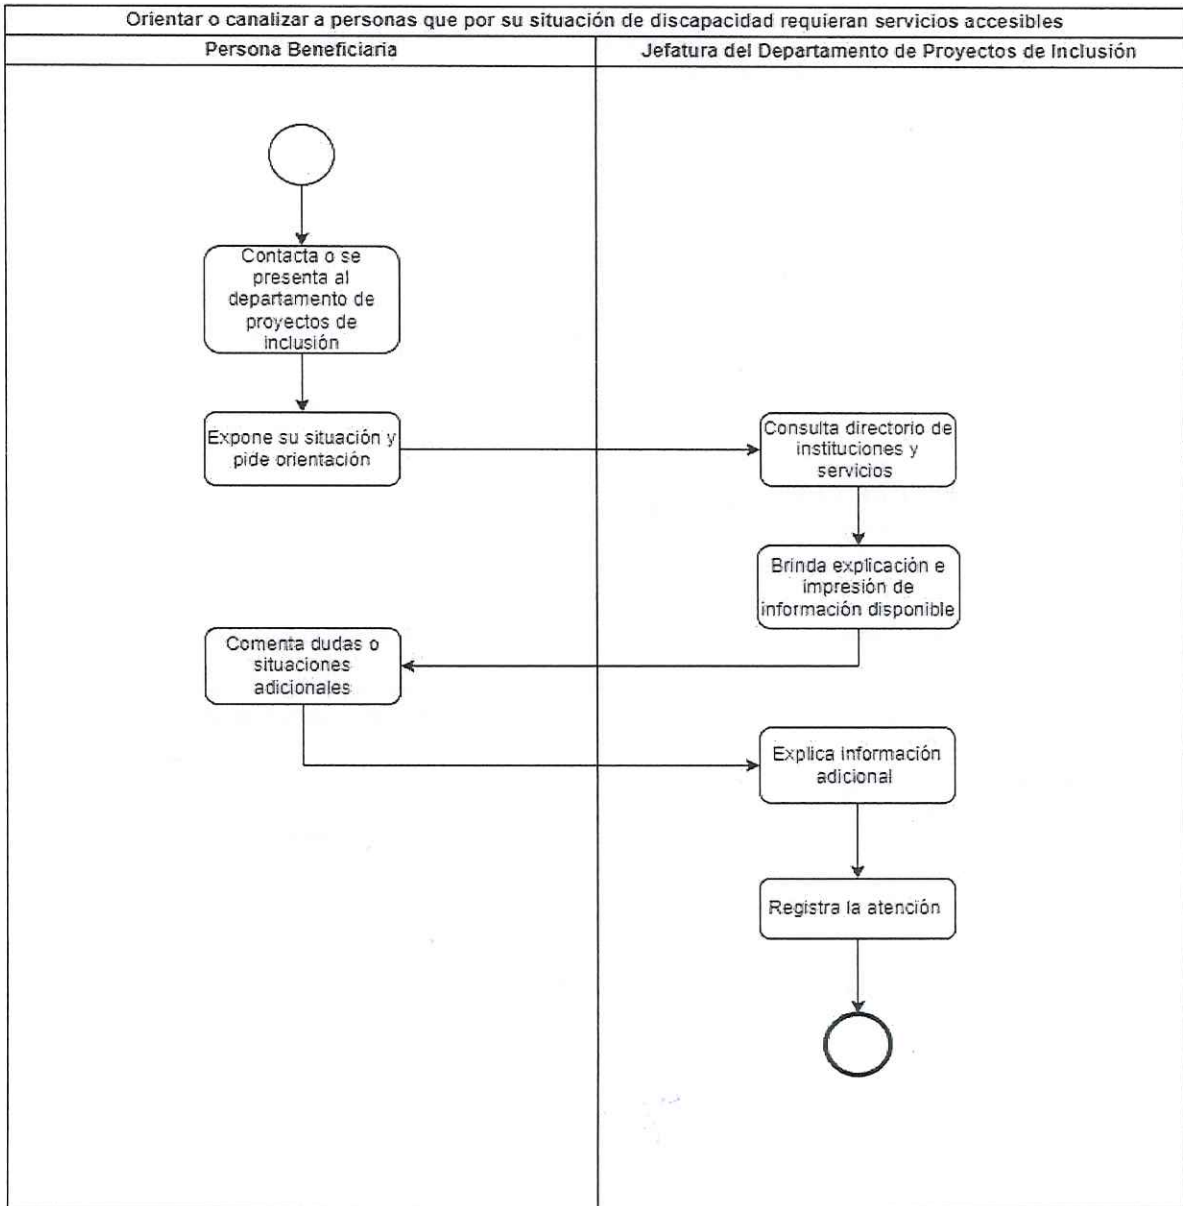 Orientar o canalizar a personas que por su situación de discapacidad requieran servicios accesibles
Persona Beneficiaria
Jefatura del Departamento de Proyectos de Inclusión
Contacta o se
presenta al
departamento de
proyectos de
inclusión
Expone su situación y
pide orientación
Consulta directorio de
instituciones y
servicios
Brinda explicación e
impresión de
información disponible
Comenta dudas o
situaciones
adicionales
Explica información
adicional
Registra la atención